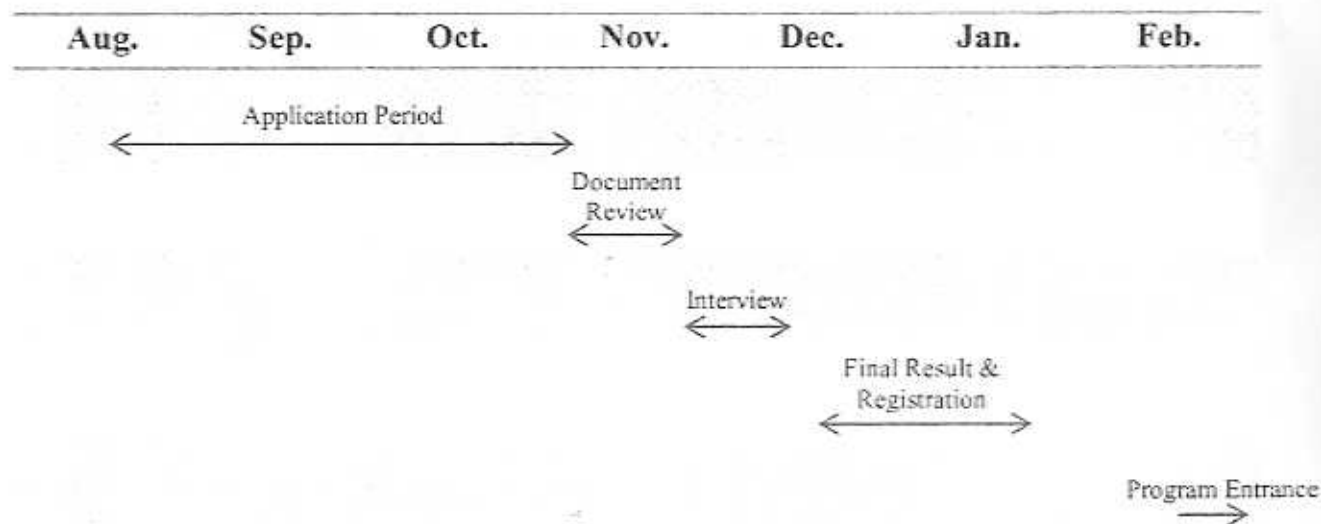 Aug. Sep. Oct. Nov. Dec. Jan. Feb.
Application Period
Document
Review
Interview
Final Result &
Registration
Program Entrance